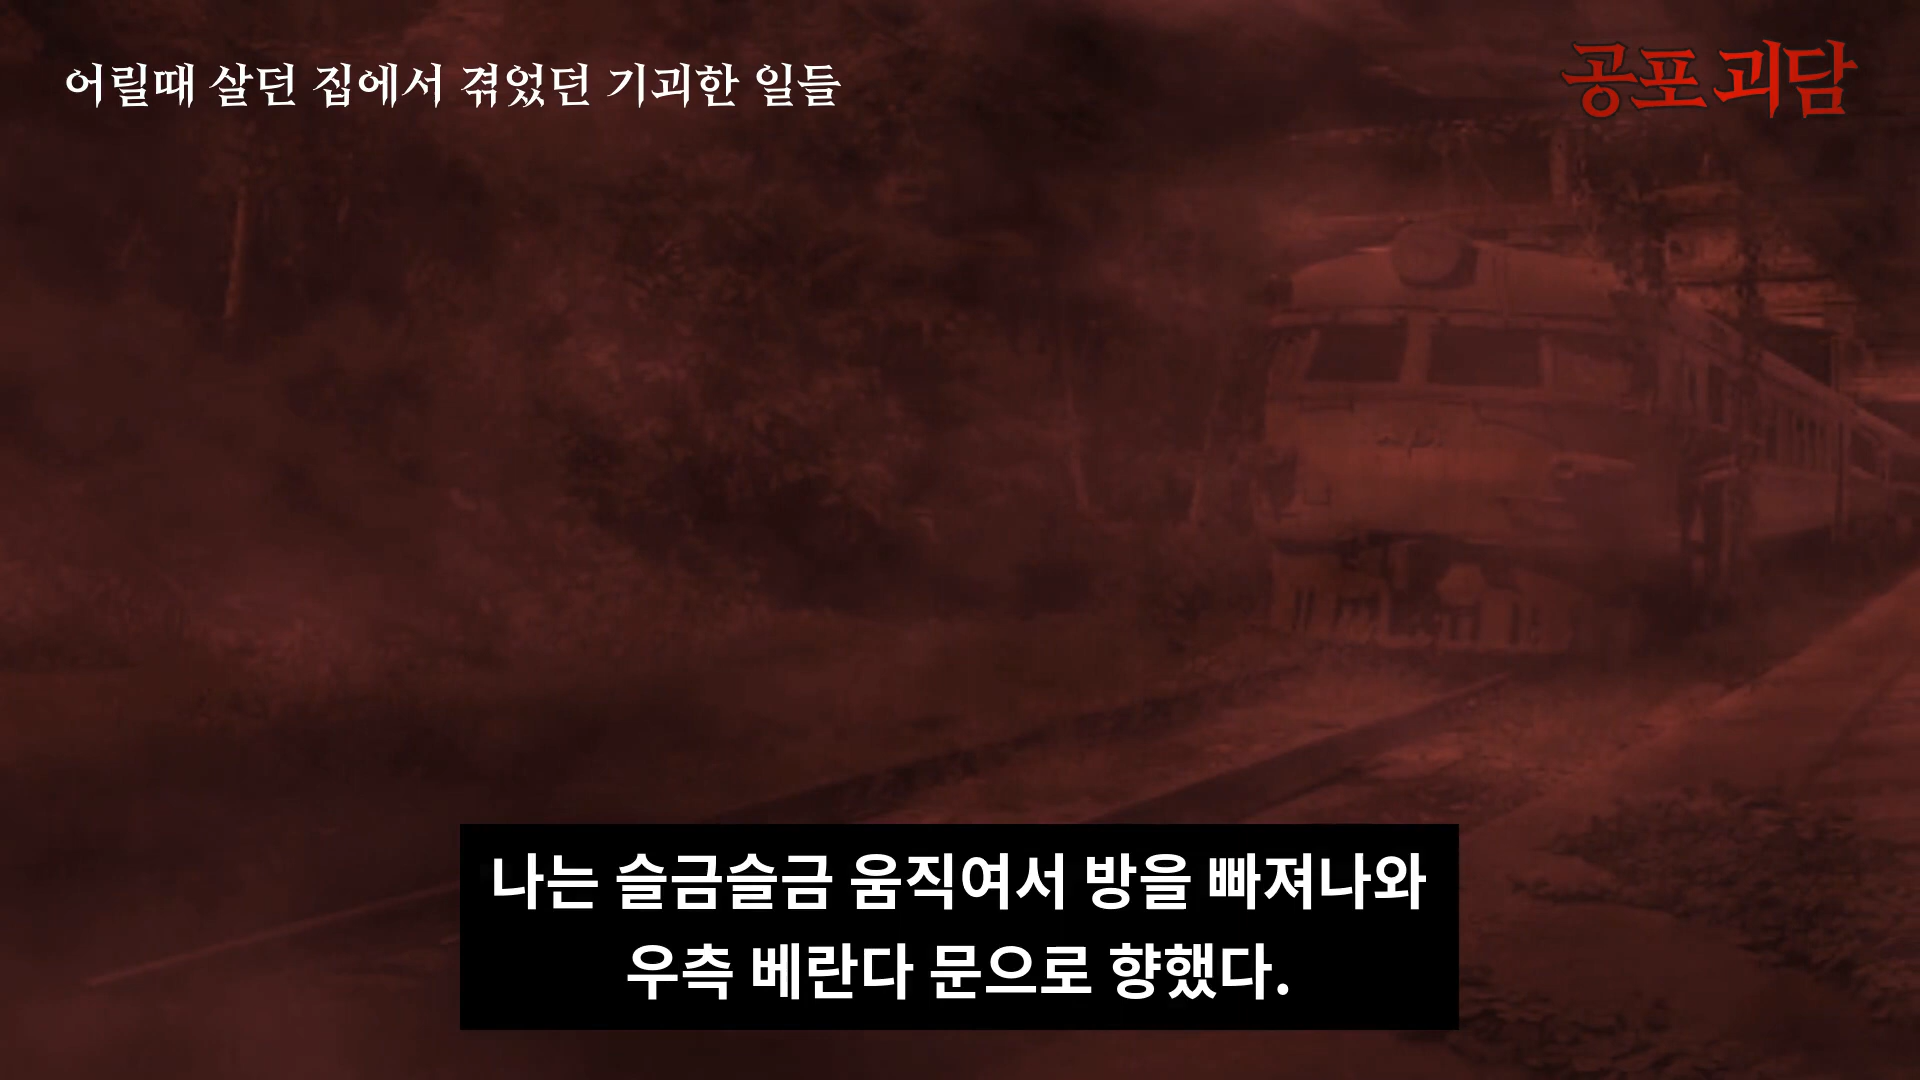 어릴때 살던 집에서 겪었던 기괴한 일들
공포 괴담
나는 슬금슬금 움직여서 방을 빠져나와
우측 베란다 문으로 향했다.